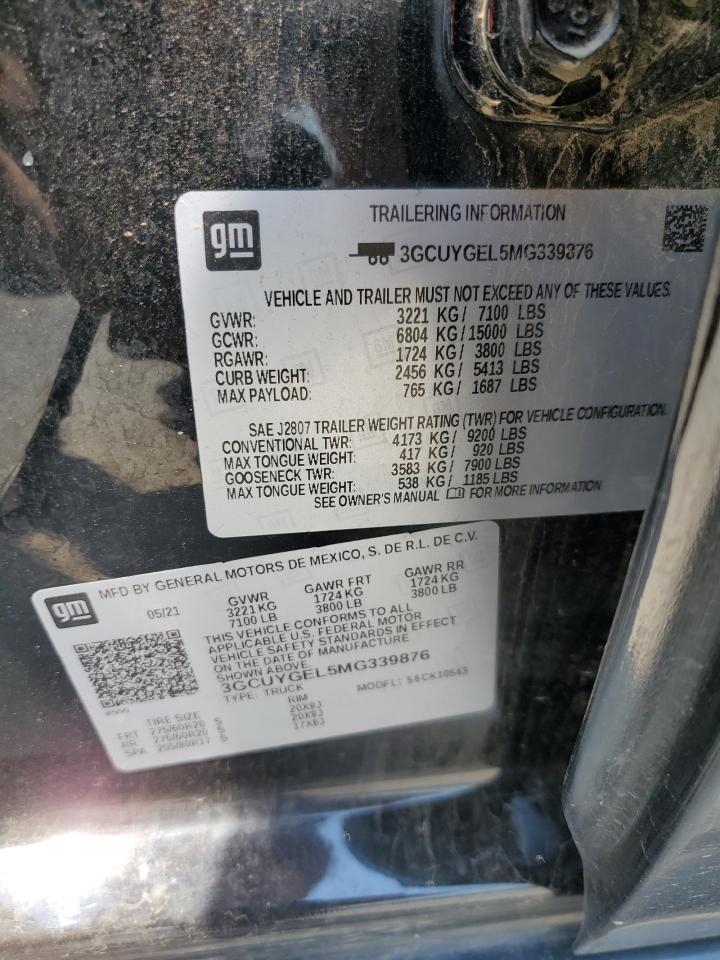 gm
TRAILERING INFORMATION
3GCUYGEL5MG339876
VEHICLE AND TRAILER MUST NOT EXCEED ANY OF THESE VALUES.
GVWR: 3221 KG/ 7100 LBS
GCWR: 6804 KG/15000 LBS
RGAWR: 1724 KG/ 3800 LBS
CURB WEIGHT: 2456 KG/ 5413 LBS
MAX PAYLOAD: 765 KG/ 1687 LBS
SAE J2807 TRAILER WEIGHT RATING (TWR) FOR VEHICLE CONFIGURATION.
CONVENTIONAL TWR: 4173 KG/ 9200 LBS
MAX TONGUE WEIGHT: 417 KG/ 920 LBS
GOOSENECK TWR: 3583 KG/ 7900 LBS
MAX TONGUE WEIGHT: 538 KG/ 1185 LBS
SEE OWNER'S MANUAL FOR MORE INFORMATION
gm
MFD BY GENERAL MOTORS DE MEXICO, S. DE R.L. DE C.V.
05/21 GVWR GAWR FRT GAWR RR
3221 KG 1724 KG 1724 KG
7100 LB 3800 LB 3800 LB
THIS VEHICLE CONFORMS TO ALL
APPLICABLE U.S. FEDERAL MOTOR
VEHICLE SAFETY STANDARDS IN EFFECT
ON THE DATE OF MANUFACTURE
SHOWN ABOVE.
3GCUYGEL5MG339876
TYPE: TRUCK MODEL: 56CK10543
TIRE SIZE RIM
FRT 275/60R20 S 20X9J
RR 275/60R20 S 20X9J
SPA 255/80R17 S 17X8J